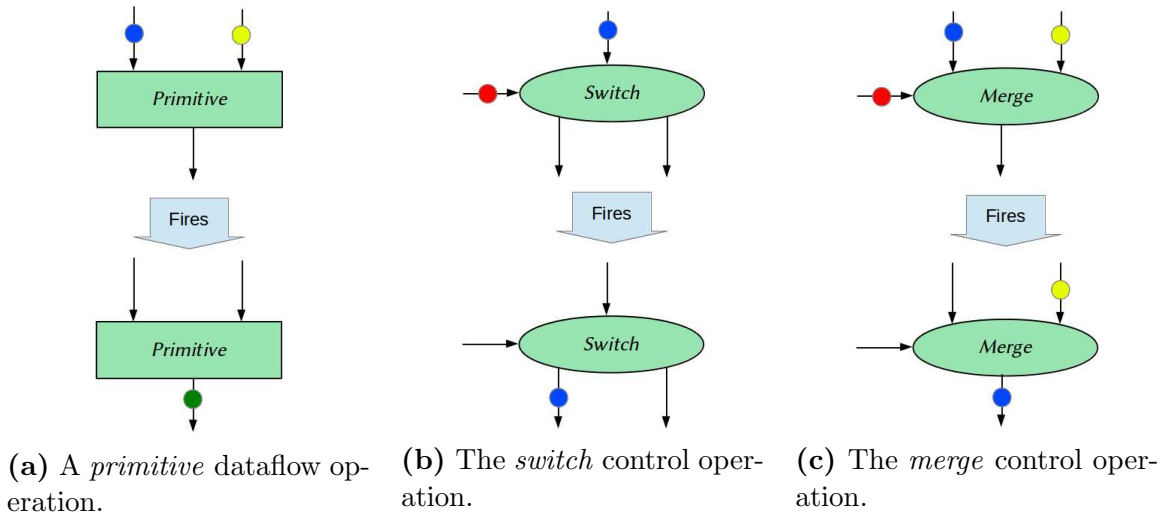 Primitive
Switch
Merge
Fires
Fires
Fires
Primitive
Switch
Merge
(a) A primitive dataflow op-
eration.
(b) The switch control oper-
ation.
(c) The merge control oper-
ation.